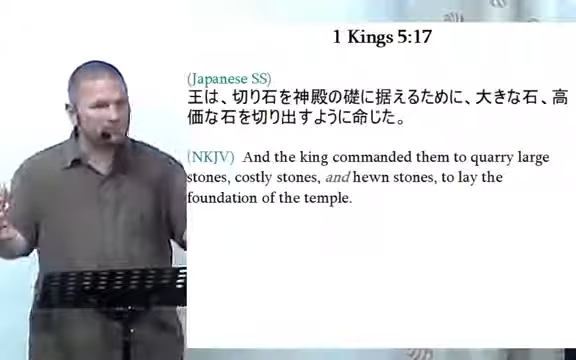 1 Kings 5:17
(Japanese SS)
王は、切り石を神殿の礎に据えるために、大きな石、高
価な石を切り出すように命じた。
(NKJV) And the king commanded them to quarry large
stones, costly stones, and hewn stones, to lay the
foundation of the temple.